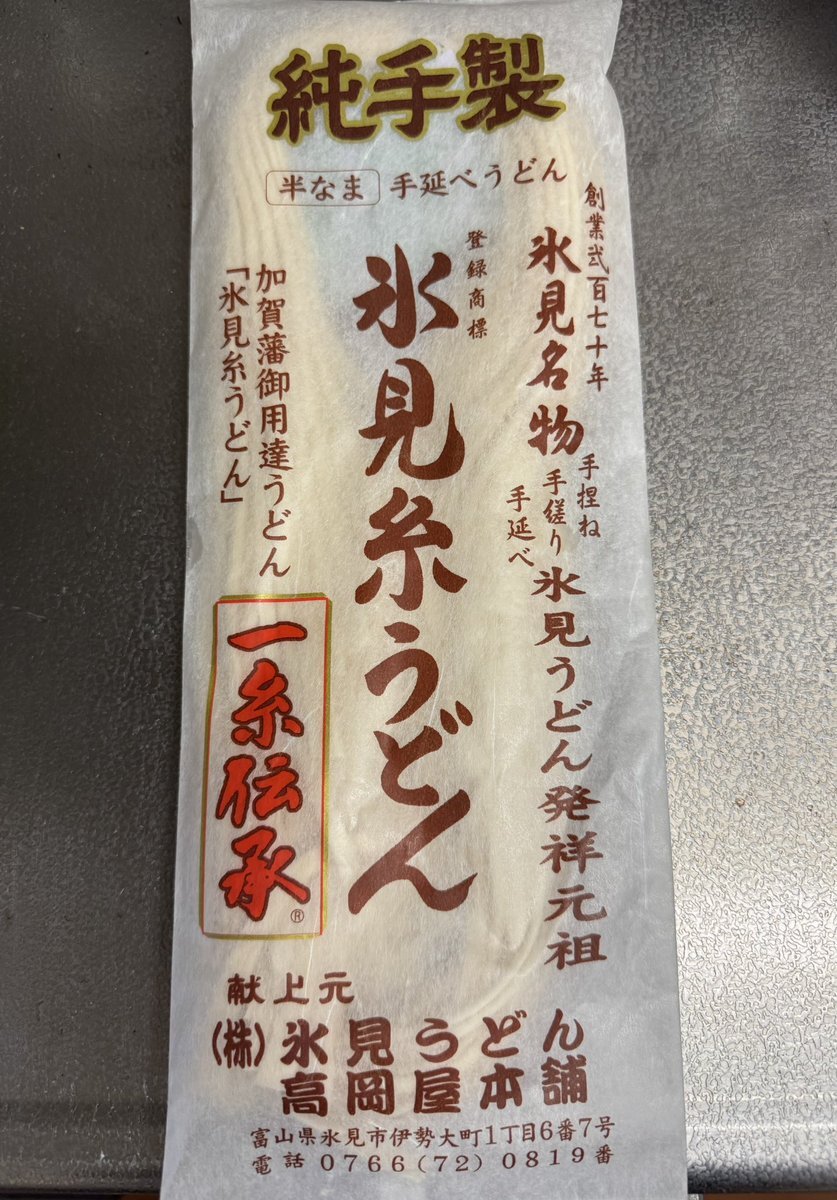 純手製
半なま 手延べうどん
創業弐百七十年
氷見名物
手捏ね
手縒り
手延べ
氷見うどん発祥元祖
登録商標
氷見糸うどん
加賀藩御用達うどん
「氷見糸うどん」
一糸伝承®
献上元
(株)氷見うどん
高岡屋本舗
富山県氷見市伊勢大町1丁目6番7号
電話0766(72)0819番